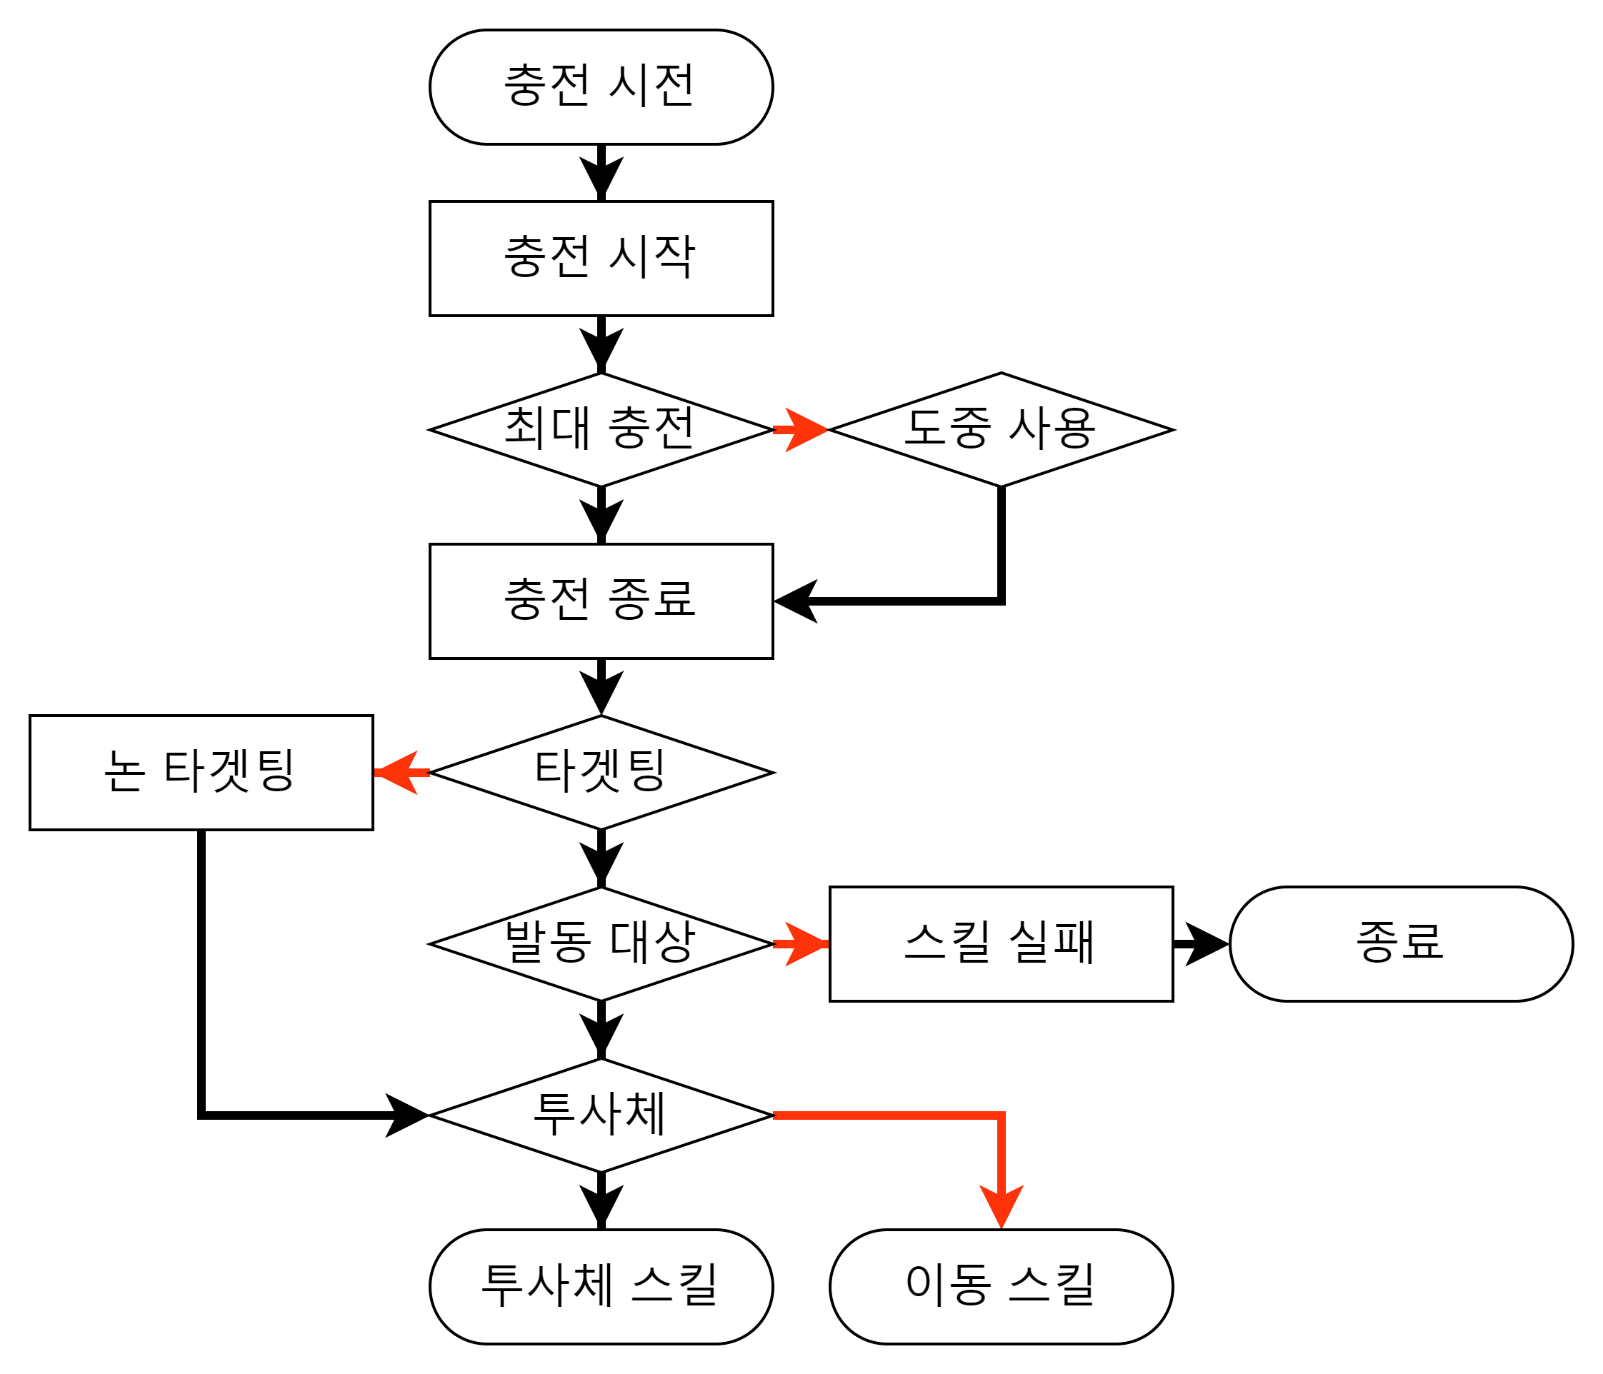 충전 시전
충전 시작
최대 충전
도중 사용
충전 종료
논 타겟팅
타겟팅
발동 대상
스킬 실패
종료
투사체
투사체 스킬
이동 스킬